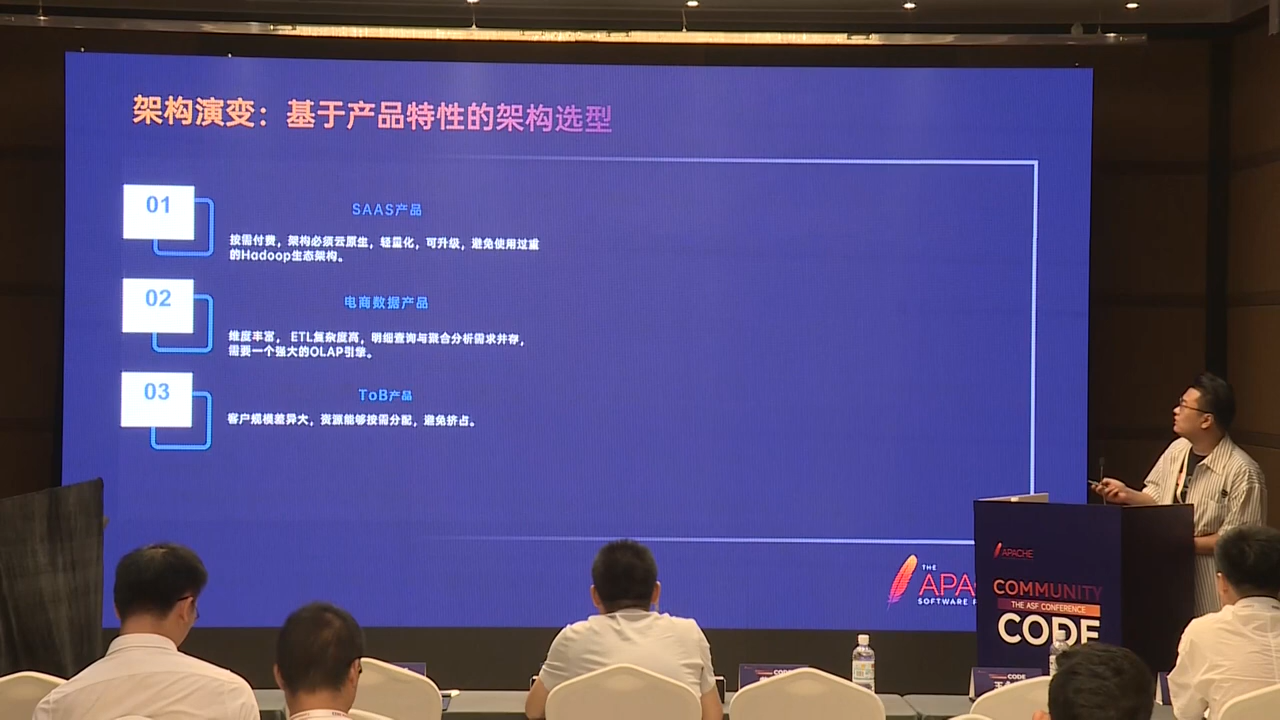 架构演变：基于产品特性的架构选型
01
SAAS产品
按需付费，架构必须云原生，轻量化，可升级，避免使用过重
的Hadoop生态架构。
02
电商数据产品
维度丰富， ETL复杂度高，明细查询与聚合分析需求并存，
需要一个强大的OLAP引擎。
03
ToB产品
客户规模差异大，资源能够按需分配，避免挤占。
THE
APA
SOFTWARE
APACHE
COMMUNITY
THE ASF CONFERENCE
CODE
CODE